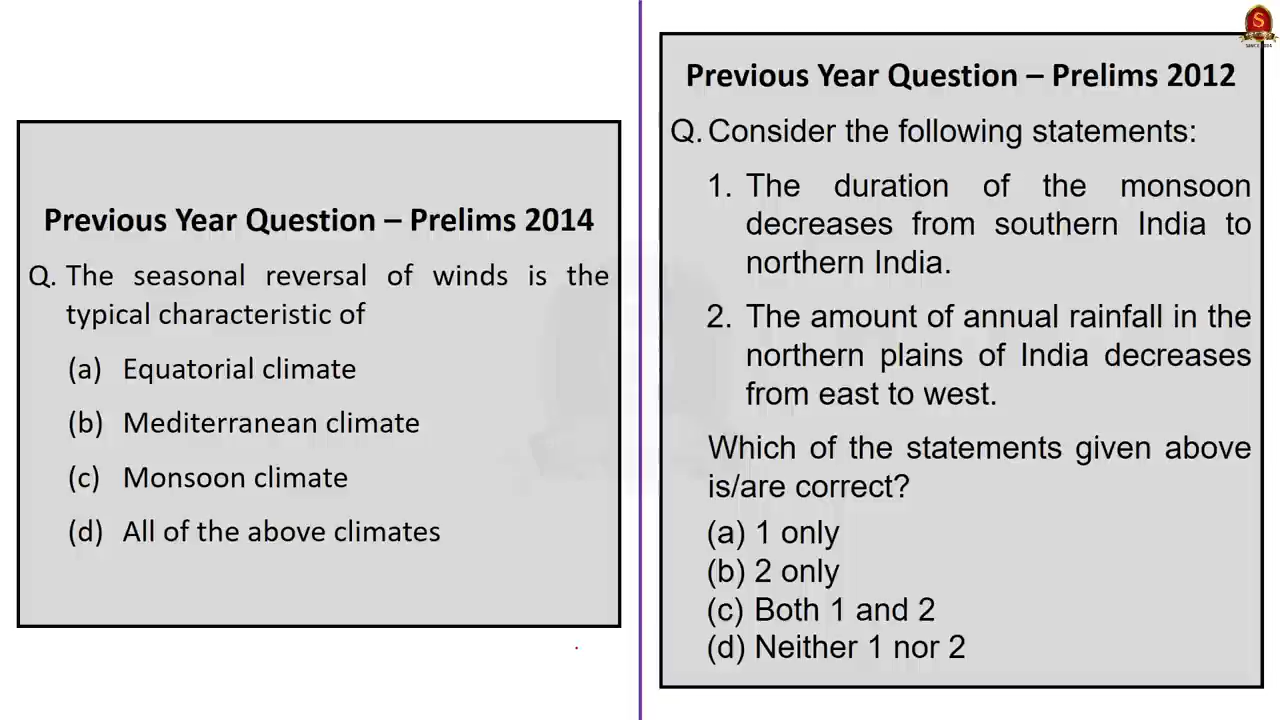 Previous Year Question – Prelims 2014
Q. The seasonal reversal of winds is the
typical characteristic of
(a) Equatorial climate
(b) Mediterranean climate
(c) Monsoon climate
(d) All of the above climates
S
Previous Year Question – Prelims 2012
Q. Consider the following statements:
1. The duration of the monsoon
decreases from southern India to
northern India.
2. The amount of annual rainfall in the
northern plains of India decreases
from east to west.
Which of the statements given above
is/are correct?
(a) 1 only
(b) 2 only
(c) Both 1 and 2
(d) Neither 1 nor 2